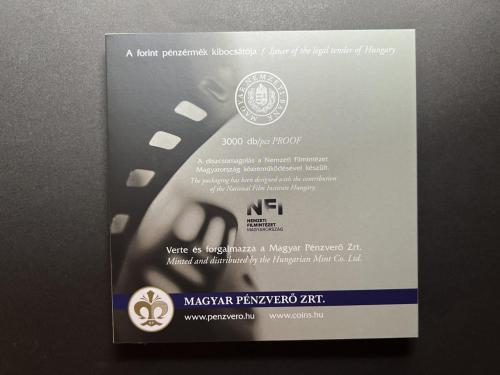 A forint pénzérmék kibocsátója / Issuer of the legal tender of Hungary
MAGYAR NEMZETI BANK
3000 db/pcs PROOF
A díszcsomagolás a Nemzeti Filmintézet
Magyarország közreműködésével készült.
The packaging has been designed with the contribution
of the National Film Institute Hungary.
NFI
NEMZETI
FILMINTÉZET
MAGYARORSZÁG
Verte és forgalmazza a Magyar Pénzverő Zrt.
Minted and distributed by the Hungarian Mint Co. Ltd.
MAGYAR PÉNZVERŐ ZRT.
www.penzvero.hu www.coins.hu